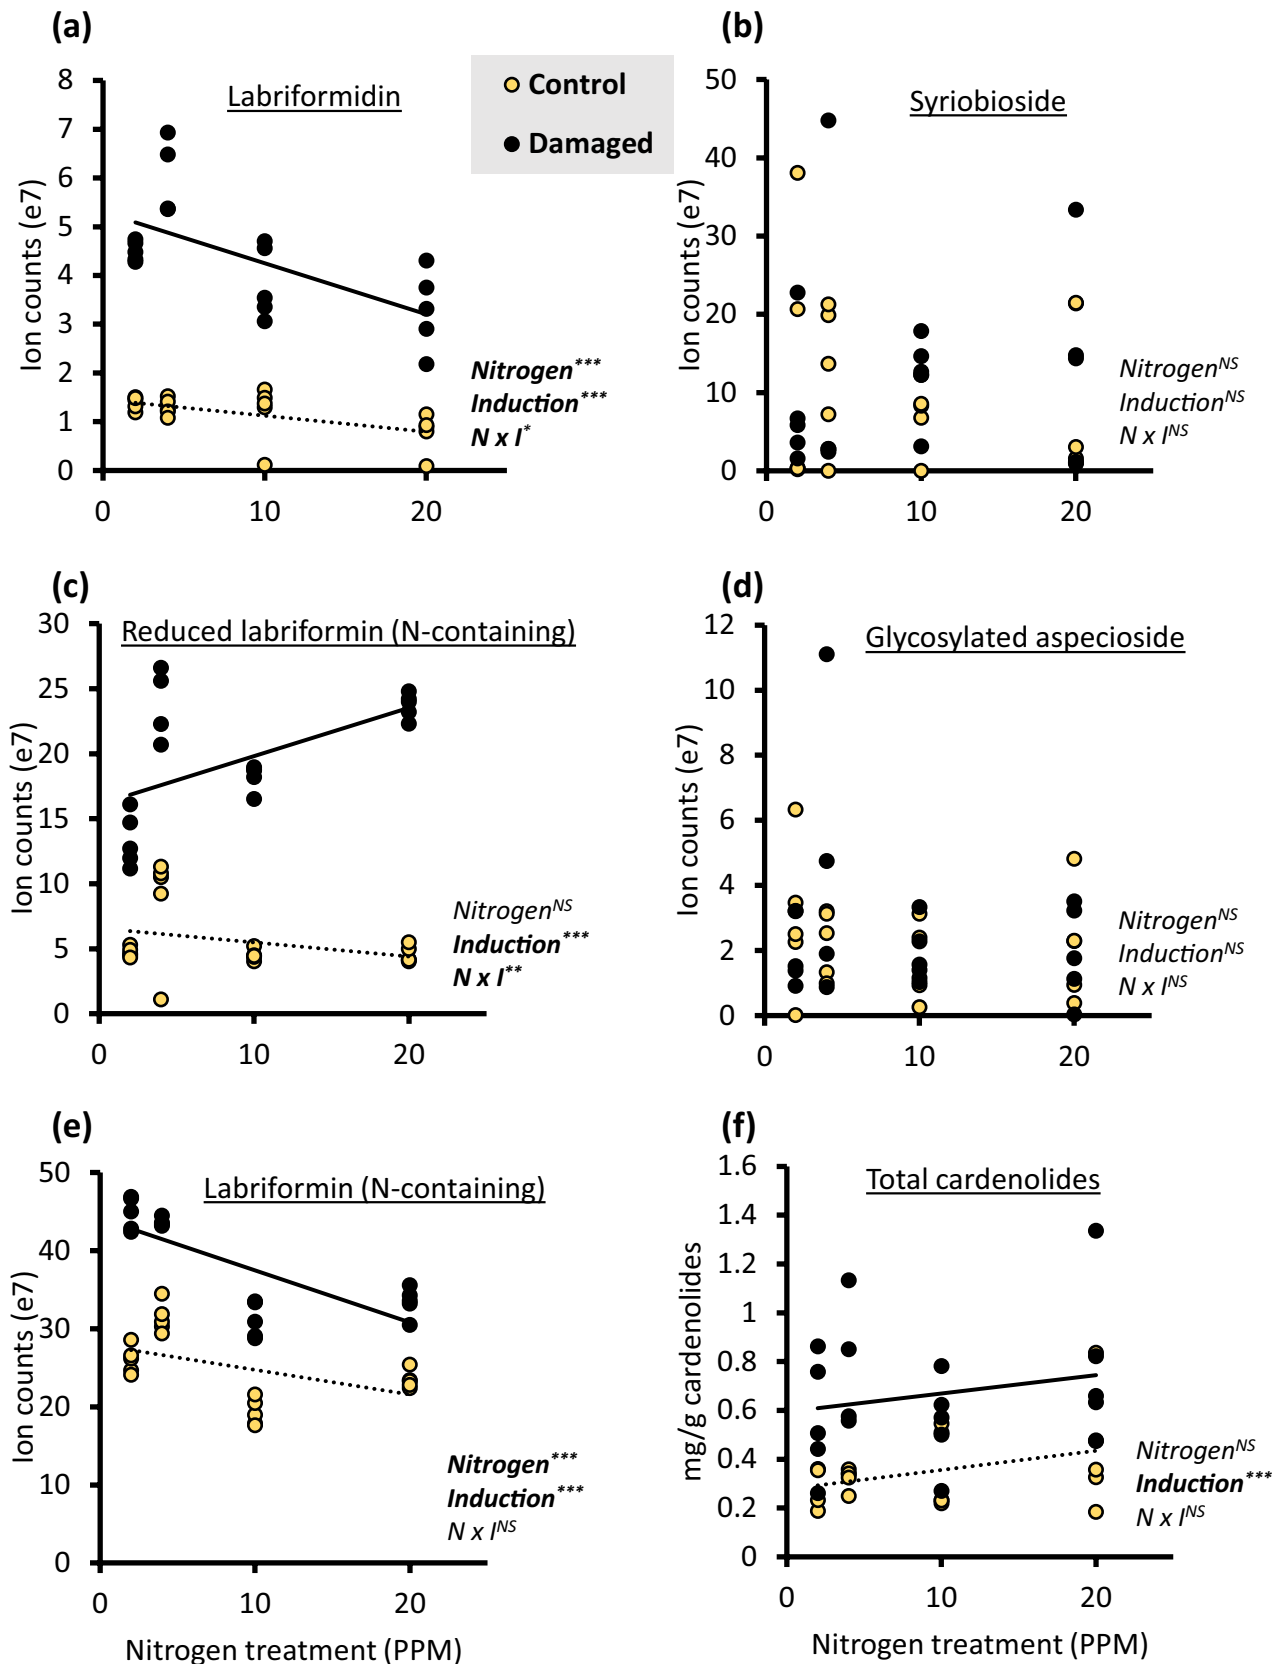 (a)
Labriformidin
Ion counts (e7)
8
7
6
5
4
3
2
1
0
0 10 20
Nitrogen***
Induction***
N x I*
Control
Damaged
(b)
Syriobioside
Ion counts (e7)
50
40
30
20
10
0
0 10 20
Nitrogen^NS
Induction^NS
N x I^NS
(c)
Reduced labriformin (N-containing)
Ion counts (e7)
30
25
20
15
10
5
0
0 10 20
Nitrogen^NS
Induction***
N x I**
(d)
Glycosylated aspecioside
Ion counts (e7)
12
10
8
6
4
2
0
0 10 20
Nitrogen^NS
Induction^NS
N x I^NS
(e)
Labriformin (N-containing)
Ion counts (e7)
50
40
30
20
10
0
0 10 20
Nitrogen***
Induction***
N x I^NS
Nitrogen treatment (PPM)
(f)
Total cardenolides
mg/g cardenolides
1.6
1.4
1.2
1
0.8
0.6
0.4
0.2
0
0 10 20
Nitrogen^NS
Induction***
N x I^NS
Nitrogen treatment (PPM)